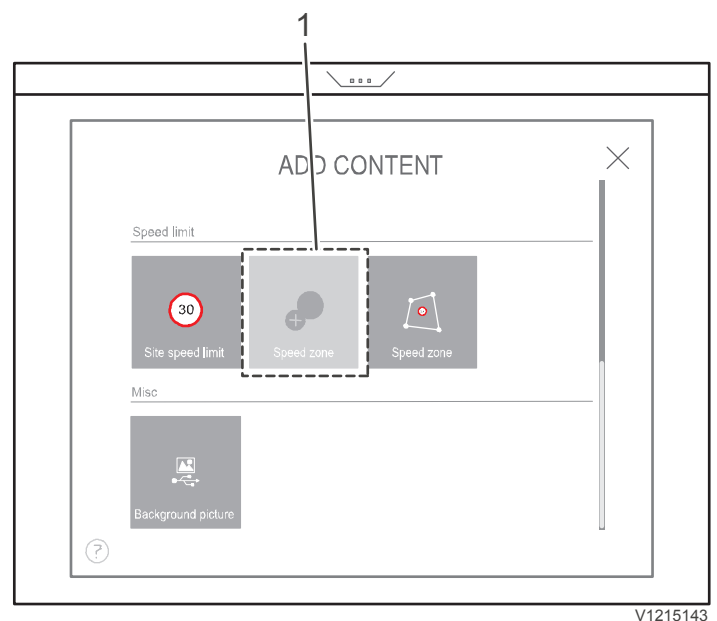 1
ADD CONTENT
Speed limit
30
Site speed limit
Speed zone
Speed zone
Misc
Background picture
?
V1215143